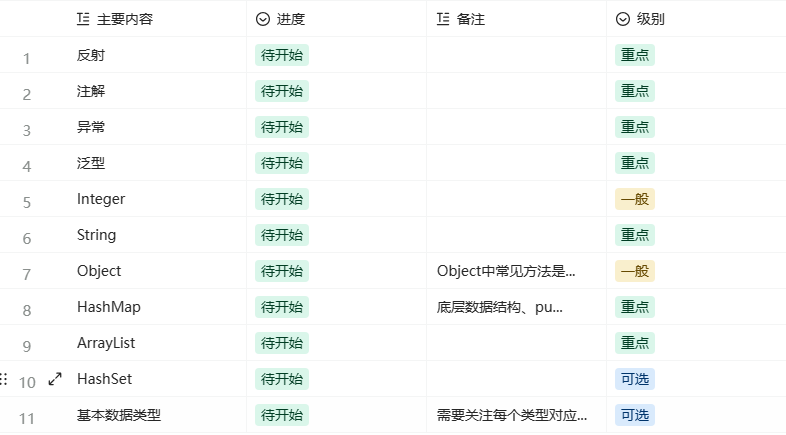 主要内容 进度 备注 级别
1 反射 待开始 重点
2 注解 待开始 重点
3 异常 待开始 重点
4 泛型 待开始 重点
5 Integer 待开始 一般
6 String 待开始 重点
7 Object 待开始 Object中常见方法是... 一般
8 HashMap 待开始 底层数据结构、pu... 重点
9 ArrayList 待开始 重点
10 HashSet 待开始 可选
11 基本数据类型 待开始 需要关注每个类型对应... 可选